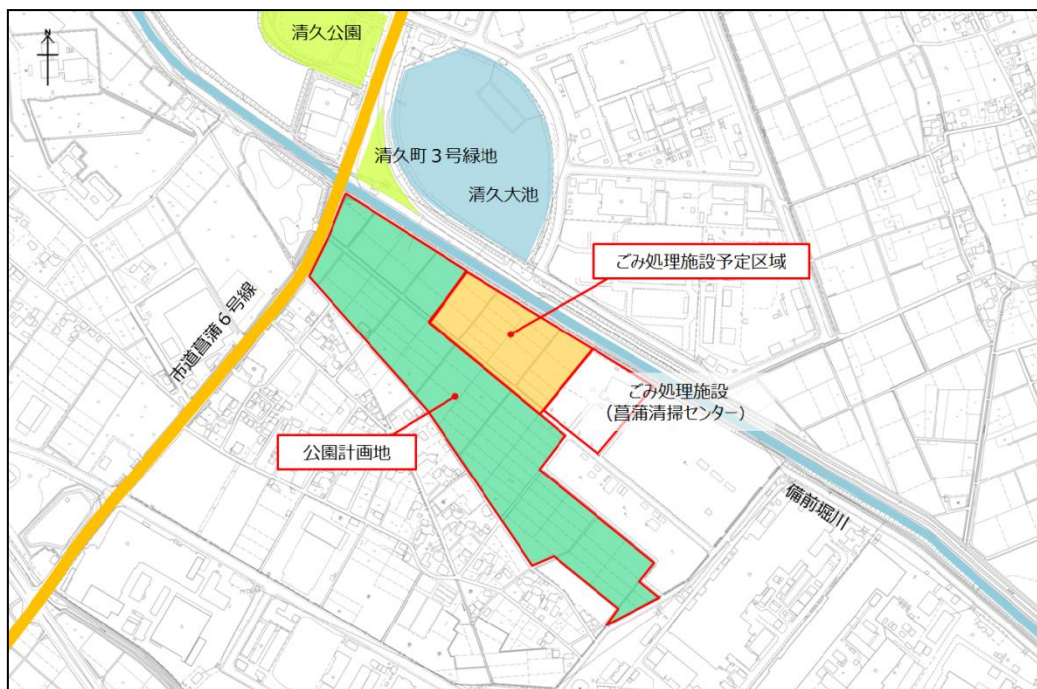 清久公園
N
清久町３号緑地
清久大池
ごみ処理施設予定区域
市道菖蒲６号線
ごみ処理施設
（菖蒲清掃センター）
公園計画地
備前堀川